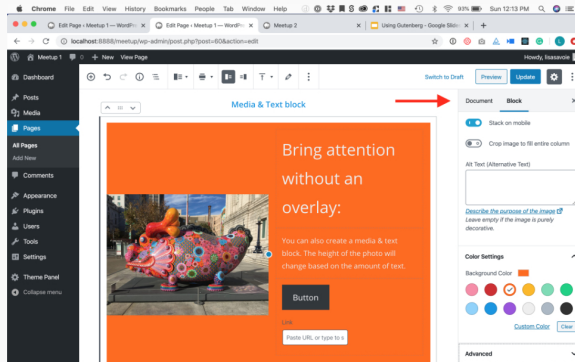 Chrome File Edit View History Bookmarks People Tab Window Help 93% Sun 12:13 PM
Edit Page ‹ Meetup 1 — WordPr × Edit Page ‹ Meetup 1 — WordPr × Meetup 2 × Using Gutenberg - Google Slide ×
localhost:8888/meetup/wp-admin/post.php?post=60&action=edit
Meetup 1 0 + New View Page Howdy, lisasavoie
Dashboard
Posts
Media
Pages
All Pages
Add New
Comments
Appearance
Plugins
Users
Tools
Settings
Theme Panel
Collapse menu
Switch to Draft Preview Update
Media & Text block
Bring attention
without an
overlay:
You can also create a media & text
block. The height of the photo will
change based on the amount of text.
Button
Link
Paste URL or type to s
Document Block
Stack on mobile
Crop image to fill entire column
Alt Text (Alternative Text)
Describe the purpose of the image
Leave empty if the image is purely
decorative.
Color Settings
Background Color
Custom Color Clear
Advanced